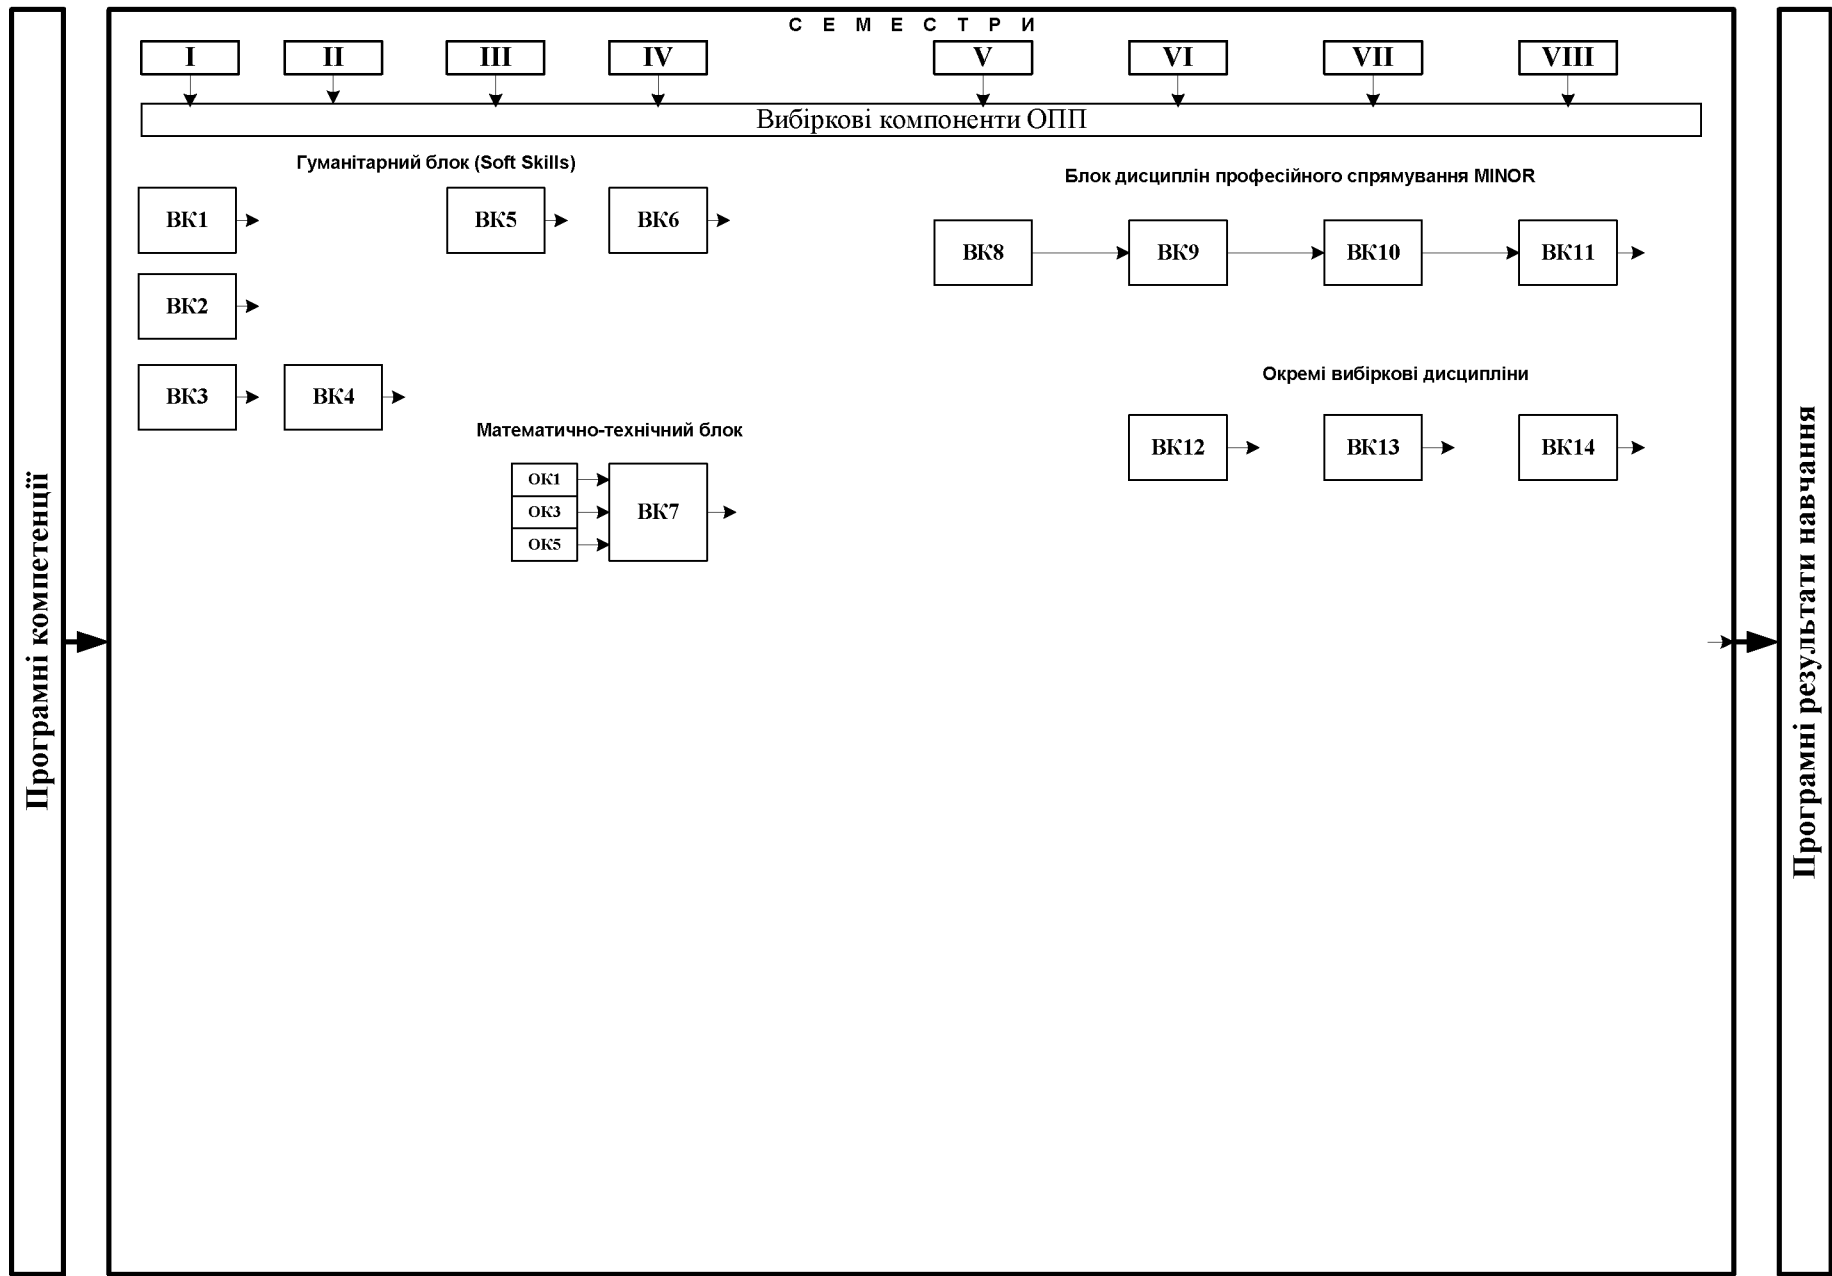 С Е М Е С Т Р И
I II III IV V VI VII VIII
Вибіркові компоненти ОПП
Гуманітарний блок (Soft Skills)
Блок дисциплін професійного спрямування MINOR
ВК1 ВК5 ВК6
ВК8 ВК9 ВК10 ВК11
ВК2
ВК3 ВК4
Окремі вибіркові дисципліни
ВК12 ВК13 ВК14
Математично-технічний блок
ОК1
ОК3 ВК7
ОК5
Програмні компетенції
Програмні результати навчання